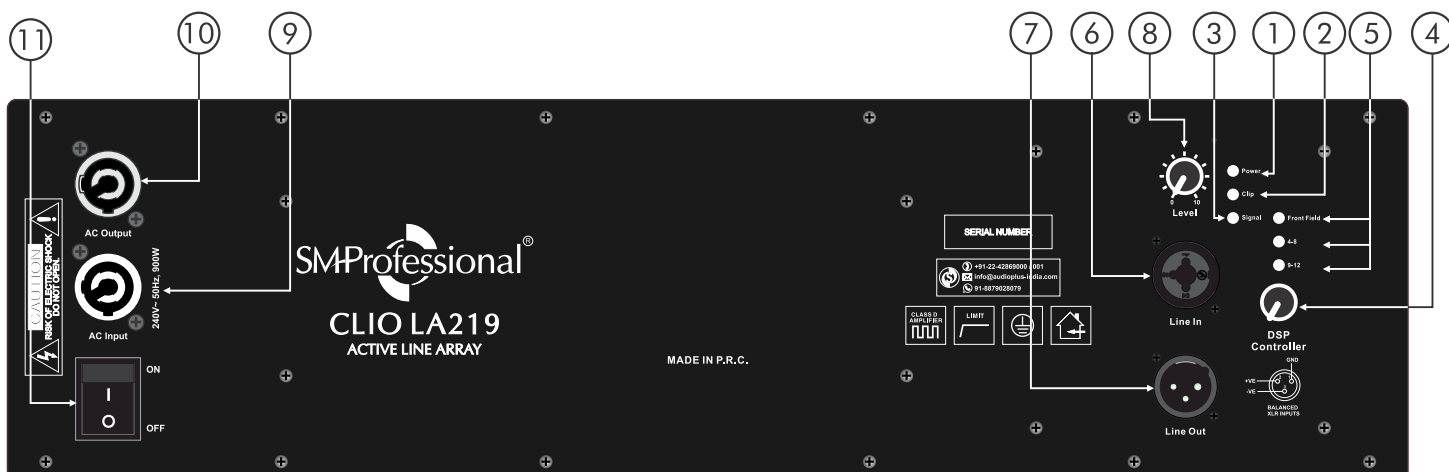 11
10
9
7
6
8
3
1
2
5
4
AC Output
CAUTION
RISK OF ELECTRIC SHOCK
DO NOT OPEN.
AC Input
240V~ 50Hz, 900W
ON
I
O
OFF
SMProfessional®
CLIO LA219
ACTIVE LINE ARRAY
MADE IN P.R.C.
SERIAL NUMBER
+91-22-42869000 / 001
info@audioplus-india.com
91-8879028079
CLASS D
AMPLIFIER
LIMIT
0 10
Level
Power
Clip
Signal
Front Field
4-8
9-12
Line In
DSP
Controller
GND
+VE
-VE
BALANCED
XLR INPUTS
Line Out